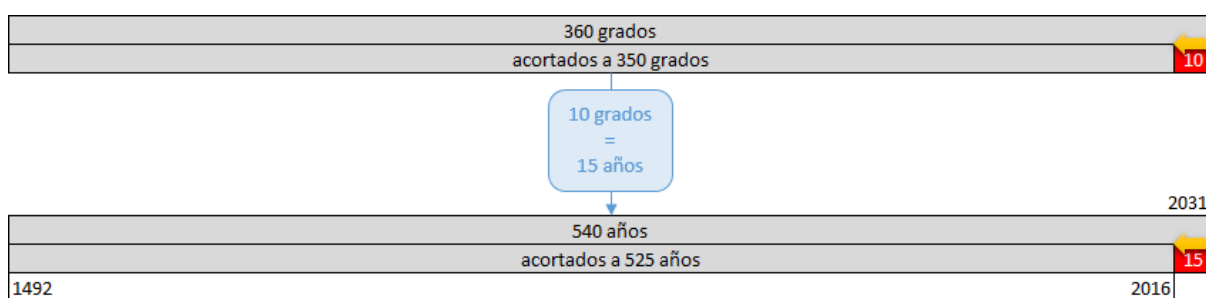 360 grados
acortados a 350 grados
10
10 grados
=
15 años
2031
540 años
acortados a 525 años
15
1492
2016